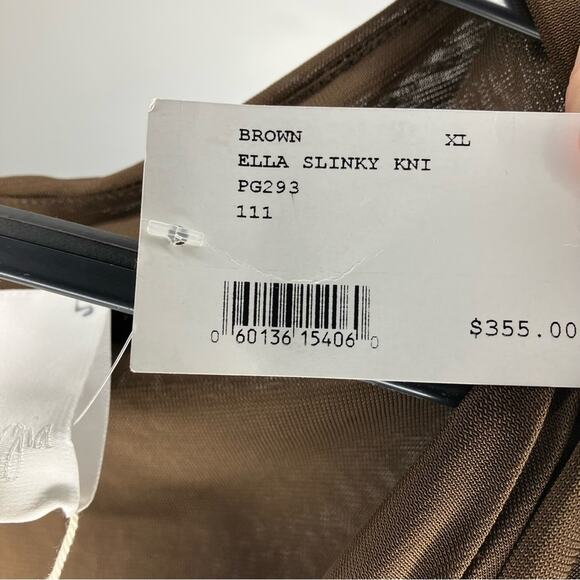 BROWN XL
ELLA SLINKY KNI
PG293
111
0 60136 15406 0
$355.00